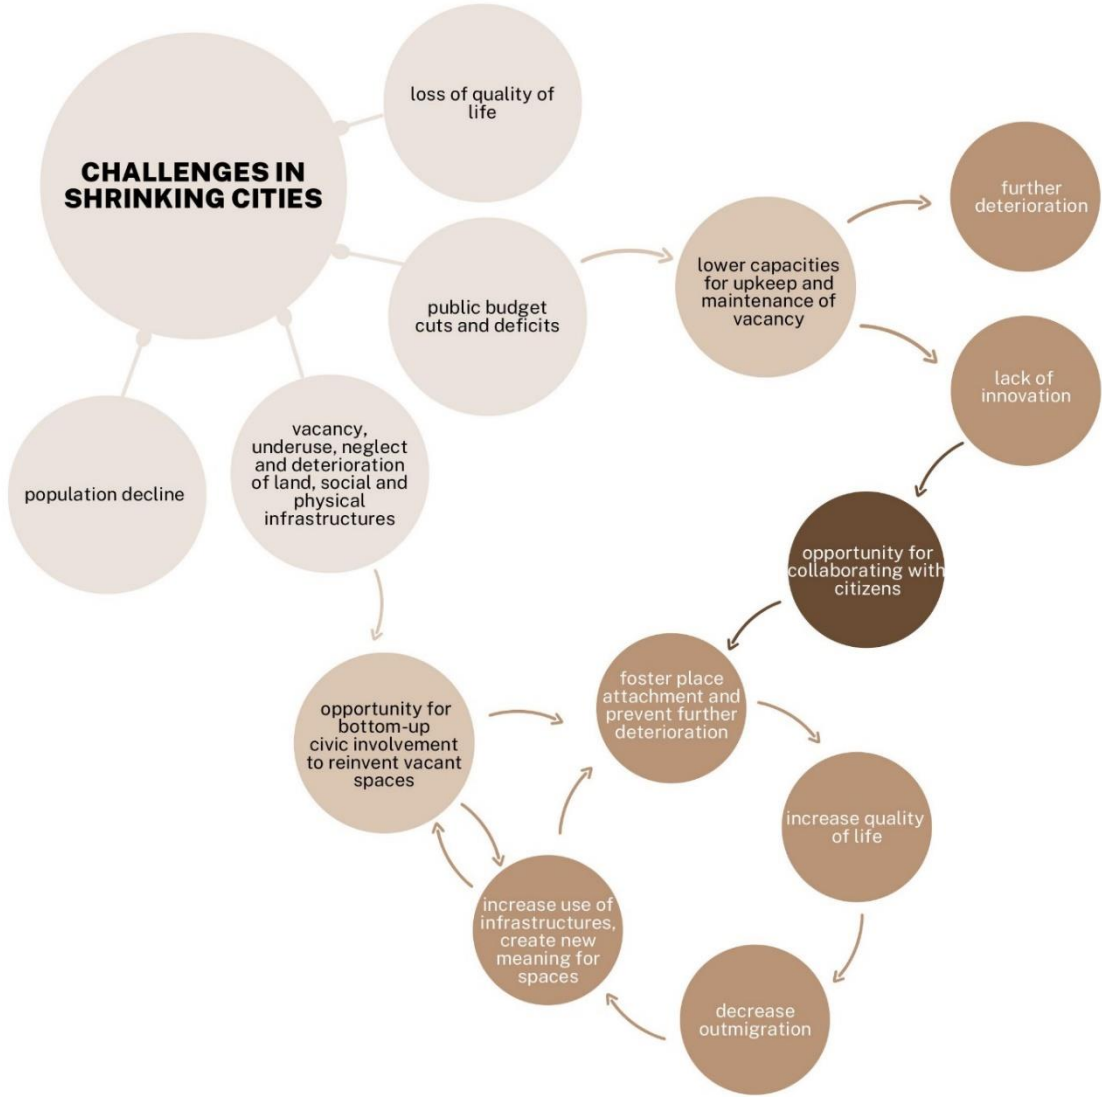 loss of quality of
life
CHALLENGES IN
SHRINKING CITIES
further
deterioration
lower capacities
for upkeep and
maintenance of
vacancy
public budget
cuts and deficits
lack of
innovation
vacancy,
underuse, neglect
and deterioration
of land, social and
physical
infrastructures
population decline
opportunity for
collaborating with
citizens
foster place
attachment and
prevent further
deterioration
opportunity for
bottom-up
civic involvement
to reinvent vacant
spaces
increase quality
of life
increase use of
infrastructures,
create new
meaning for
spaces
decrease
outmigration